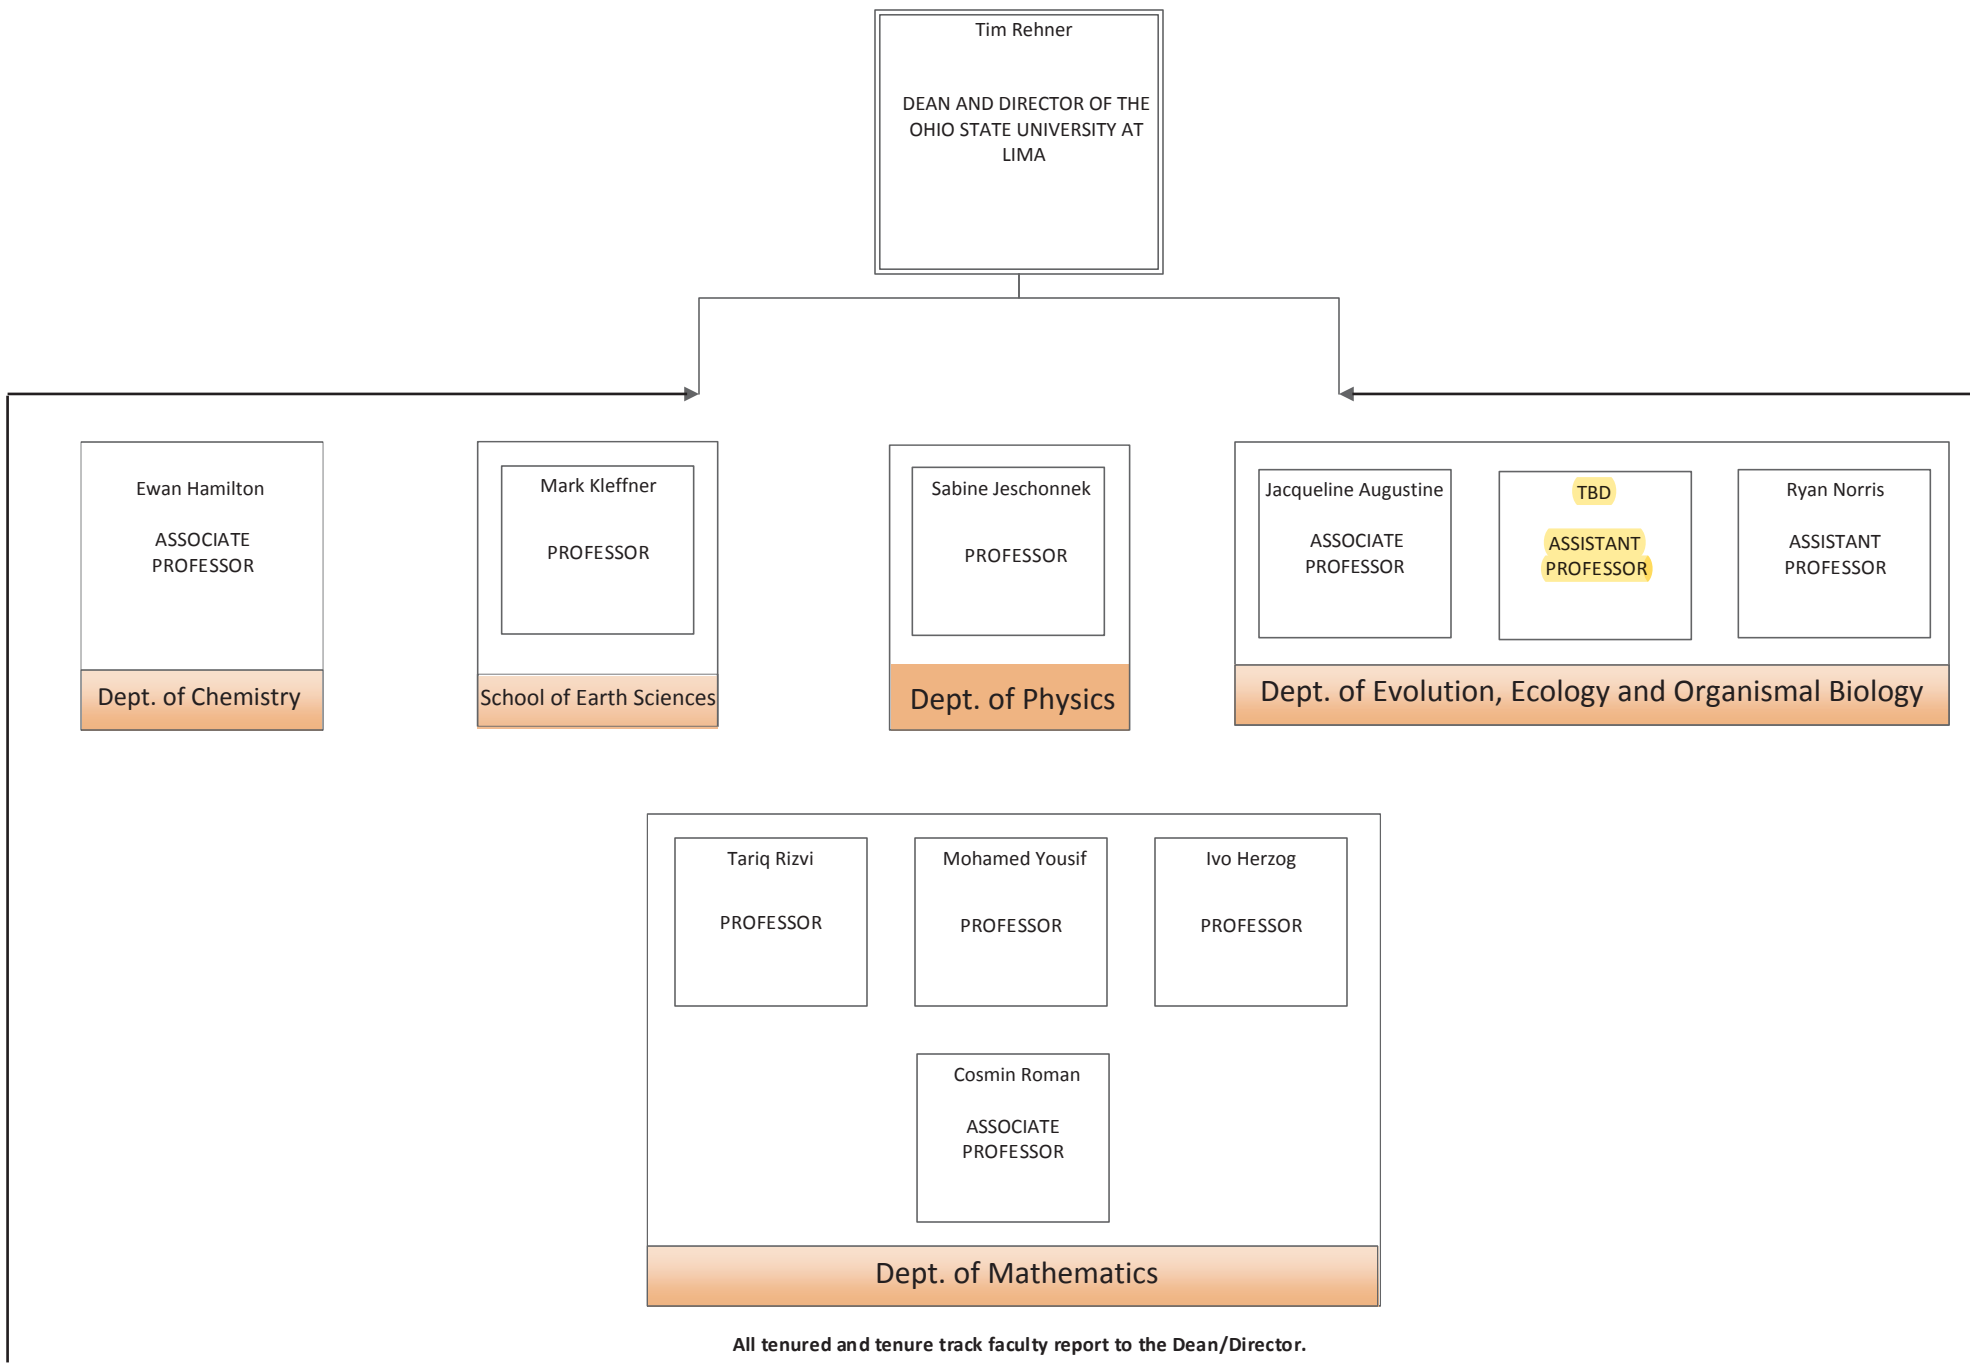 Tim Rehner
DEAN AND DIRECTOR OF THE
OHIO STATE UNIVERSITY AT
LIMA
Ewan Hamilton
ASSOCIATE
PROFESSOR
Dept. of Chemistry
Mark Kleffner
PROFESSOR
School of Earth Sciences
Sabine Jeschonnek
PROFESSOR
Dept. of Physics
Jacqueline Augustine
ASSOCIATE
PROFESSOR
TBD
ASSISTANT
PROFESSOR
Ryan Norris
ASSISTANT
PROFESSOR
Dept. of Evolution, Ecology and Organismal Biology
Tariq Rizvi
PROFESSOR
Mohamed Yousif
PROFESSOR
Ivo Herzog
PROFESSOR
Cosmin Roman
ASSOCIATE
PROFESSOR
Dept. of Mathematics
All tenured and tenure track faculty report to the Dean/Director.